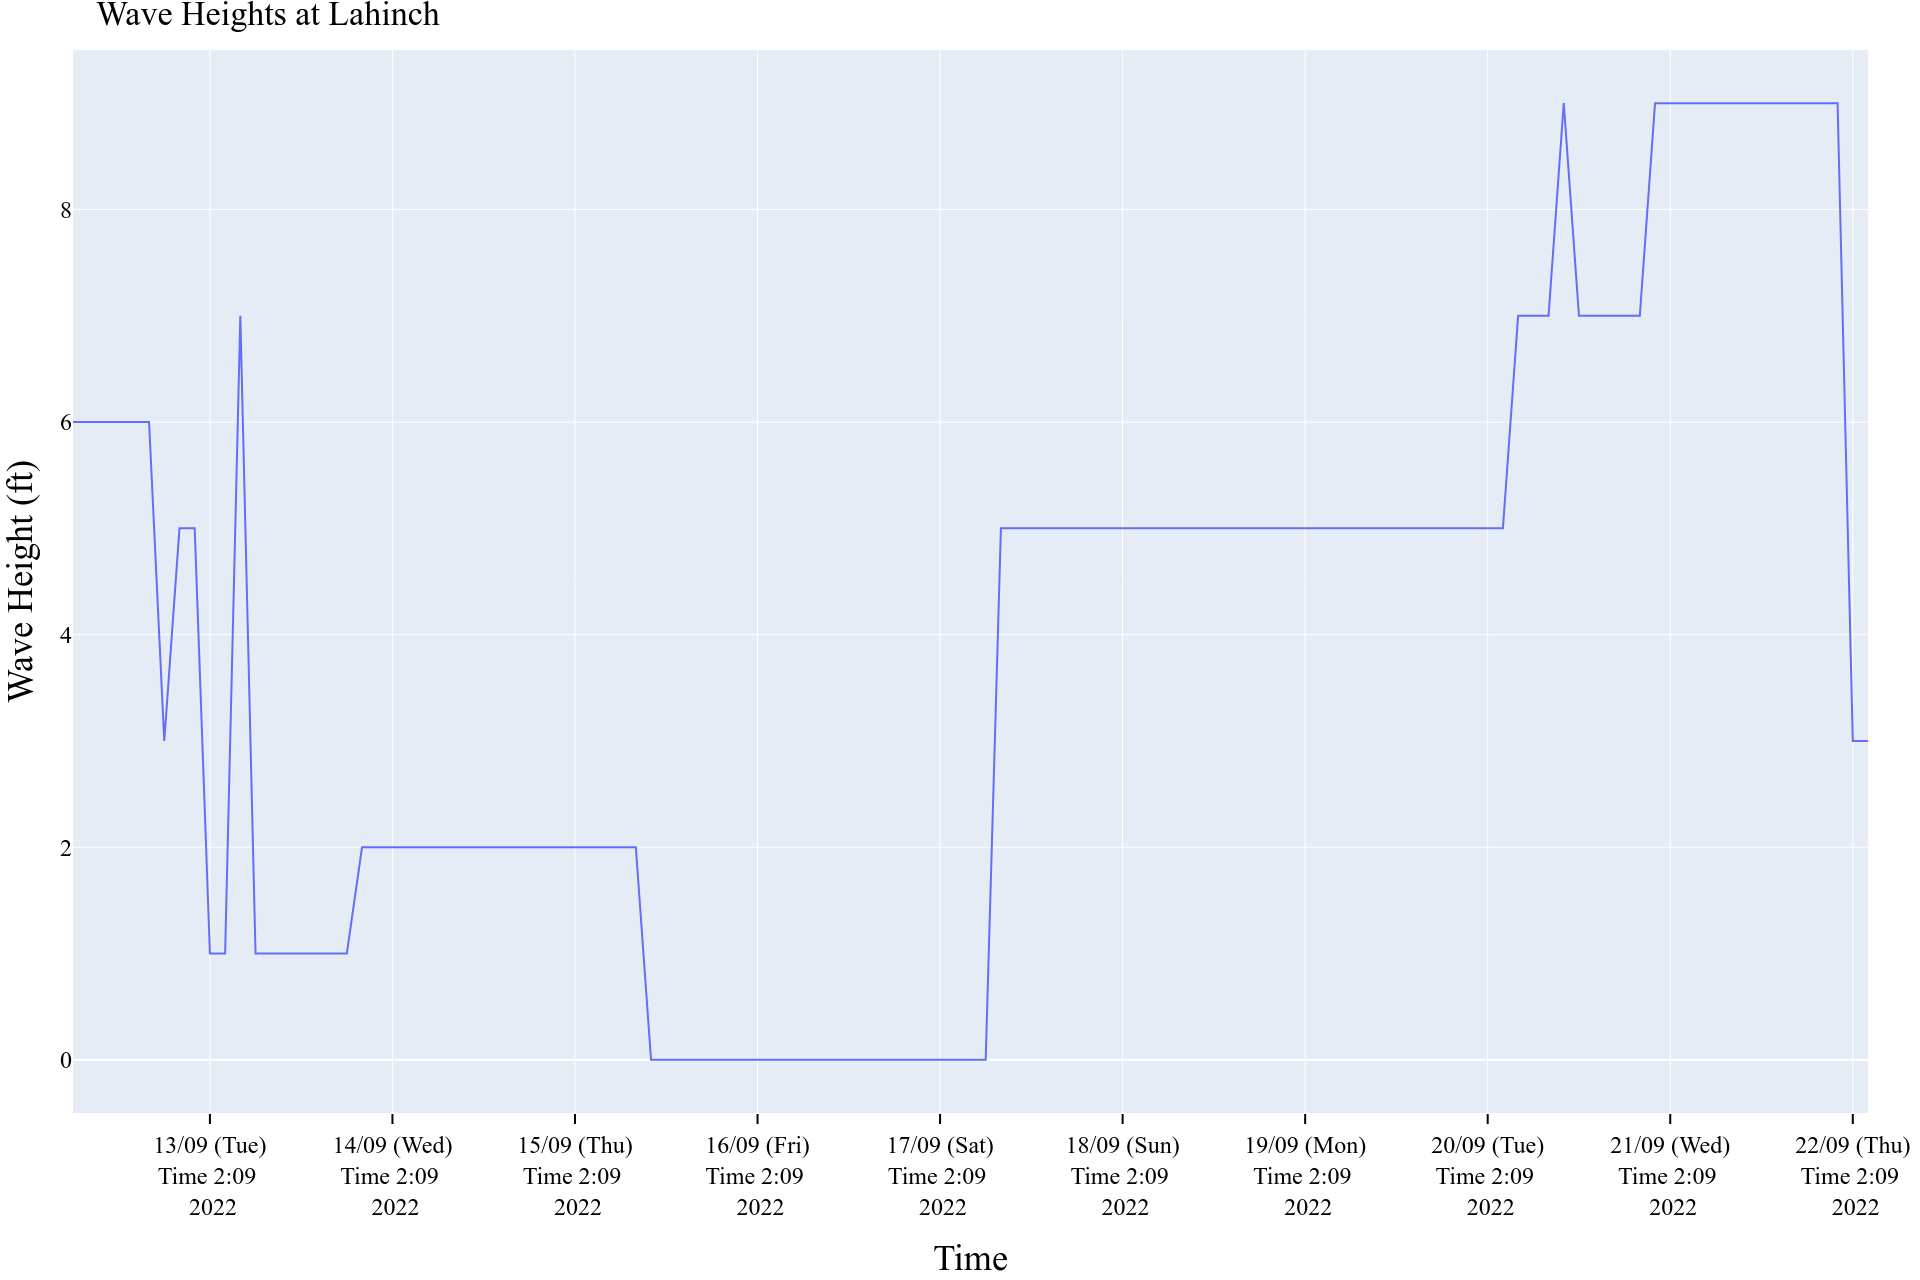 Wave Heights at Lahinch
Wave Height (ft)
8
6
4
2
0
13/09 (Tue)
Time 2:09
2022
14/09 (Wed)
Time 2:09
2022
15/09 (Thu)
Time 2:09
2022
16/09 (Fri)
Time 2:09
2022
17/09 (Sat)
Time 2:09
2022
18/09 (Sun)
Time 2:09
2022
19/09 (Mon)
Time 2:09
2022
20/09 (Tue)
Time 2:09
2022
21/09 (Wed)
Time 2:09
2022
22/09 (Thu)
Time 2:09
2022
Time